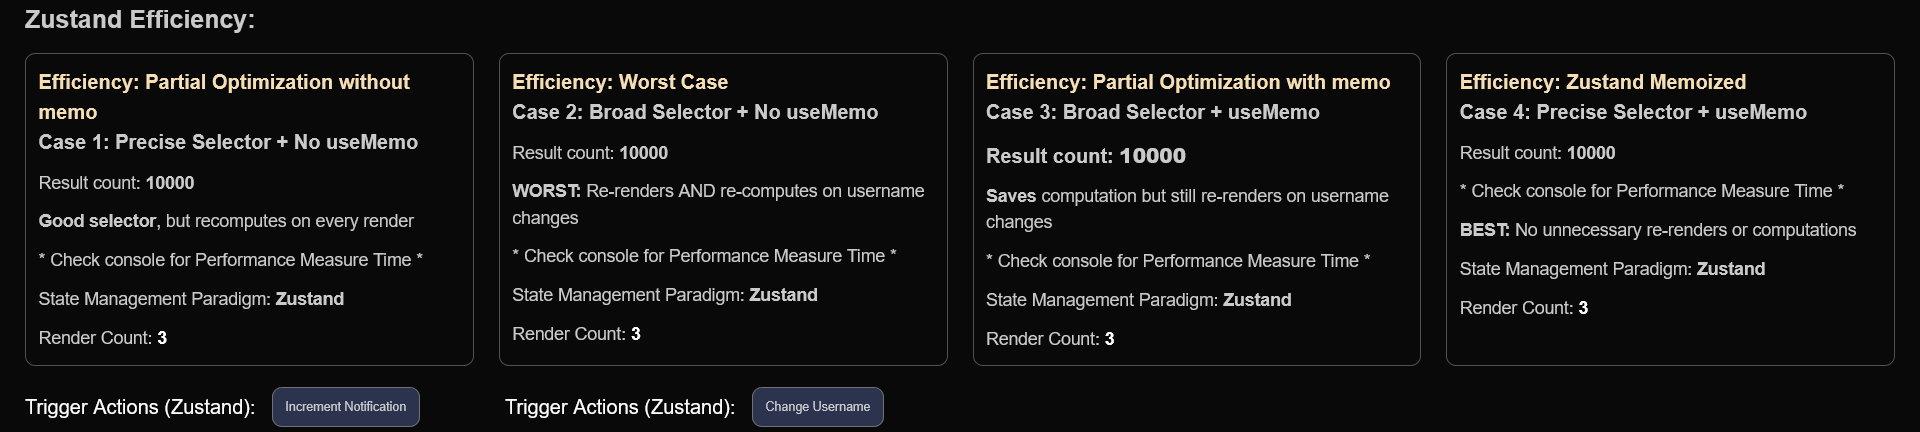 Zustand Efficiency:
Efficiency: Partial Optimization without
memo
Case 1: Precise Selector + No useMemo
Result count: 10000
Good selector, but recomputes on every render
* Check console for Performance Measure Time *
State Management Paradigm: Zustand
Render Count: 3
Efficiency: Worst Case
Case 2: Broad Selector + No useMemo
Result count: 10000
WORST: Re-renders AND re-computes on username
changes
* Check console for Performance Measure Time *
State Management Paradigm: Zustand
Render Count: 3
Efficiency: Partial Optimization with memo
Case 3: Broad Selector + useMemo
Result count: 10000
Saves computation but still re-renders on username
changes
* Check console for Performance Measure Time *
State Management Paradigm: Zustand
Render Count: 3
Efficiency: Zustand Memoized
Case 4: Precise Selector + useMemo
Result count: 10000
* Check console for Performance Measure Time *
BEST: No unnecessary re-renders or computations
State Management Paradigm: Zustand
Render Count: 3
Trigger Actions (Zustand): Increment Notification
Trigger Actions (Zustand): Change Username